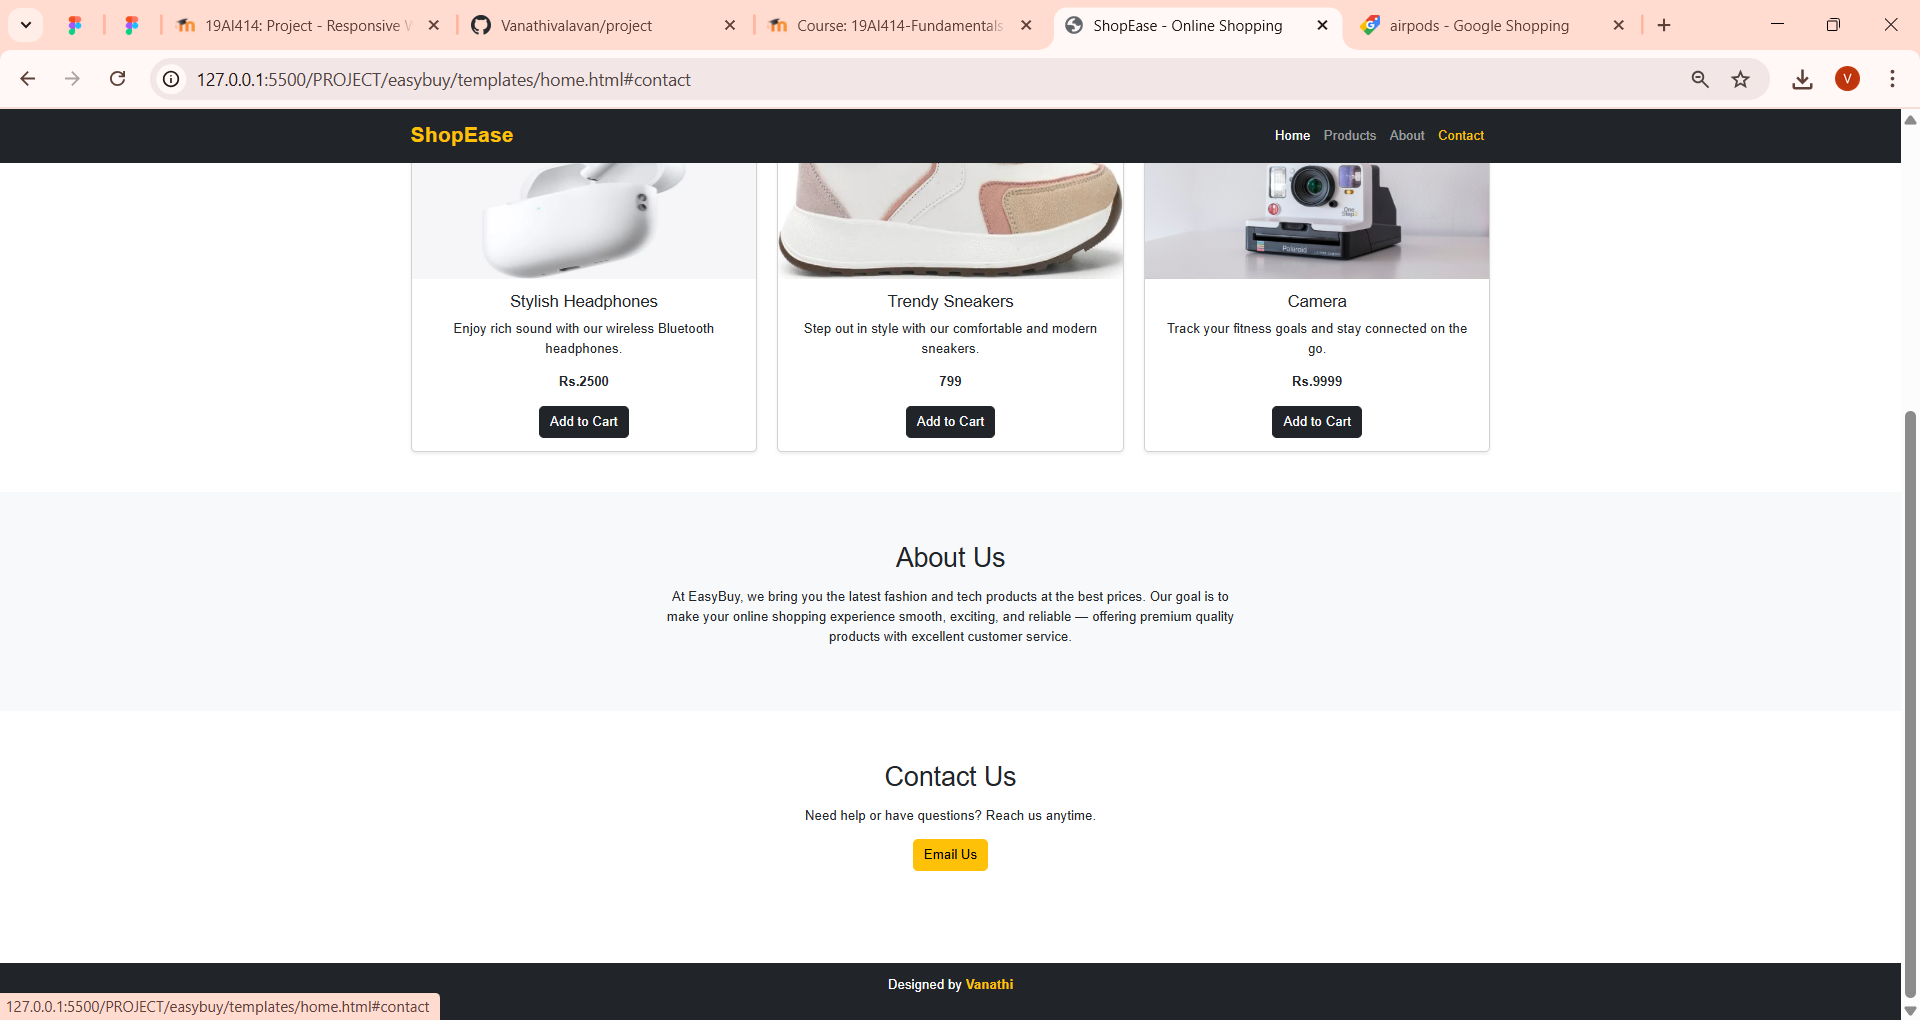 19AI414: Project - Responsive W
Vanathivalavan/project
Course: 19AI414-Fundamentals
ShopEase - Online Shopping
airpods - Google Shopping
127.0.0.1:5500/PROJECT/easybuy/templates/home.html#contact
V
ShopEase
Home Products About Contact
OneStep
Polaroid
Stylish Headphones
Enjoy rich sound with our wireless Bluetooth
headphones.
Rs.2500
Add to Cart
Trendy Sneakers
Step out in style with our comfortable and modern
sneakers.
799
Add to Cart
Camera
Track your fitness goals and stay connected on the
go.
Rs.9999
Add to Cart
About Us
At EasyBuy, we bring you the latest fashion and tech products at the best prices. Our goal is to
make your online shopping experience smooth, exciting, and reliable — offering premium quality
products with excellent customer service.
Contact Us
Need help or have questions? Reach us anytime.
Email Us
Designed by Vanathi
127.0.0.1:5500/PROJECT/easybuy/templates/home.html#contact